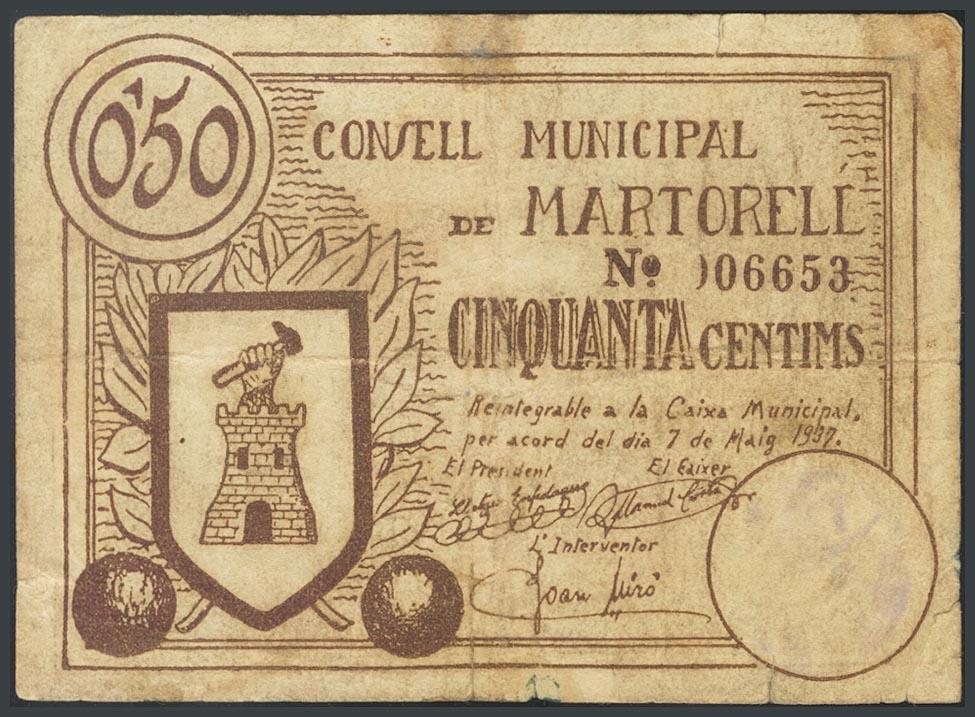 0'50
CONSELL MUNICIPAL
DE MARTORELL
Nº 006653
CINQUANTA CENTIMS
Reintegrable a la Caixa Municipal,
per acord del dia 7 de Maig 1937.
El President El Caixer
L'Interventor
Joan Miró